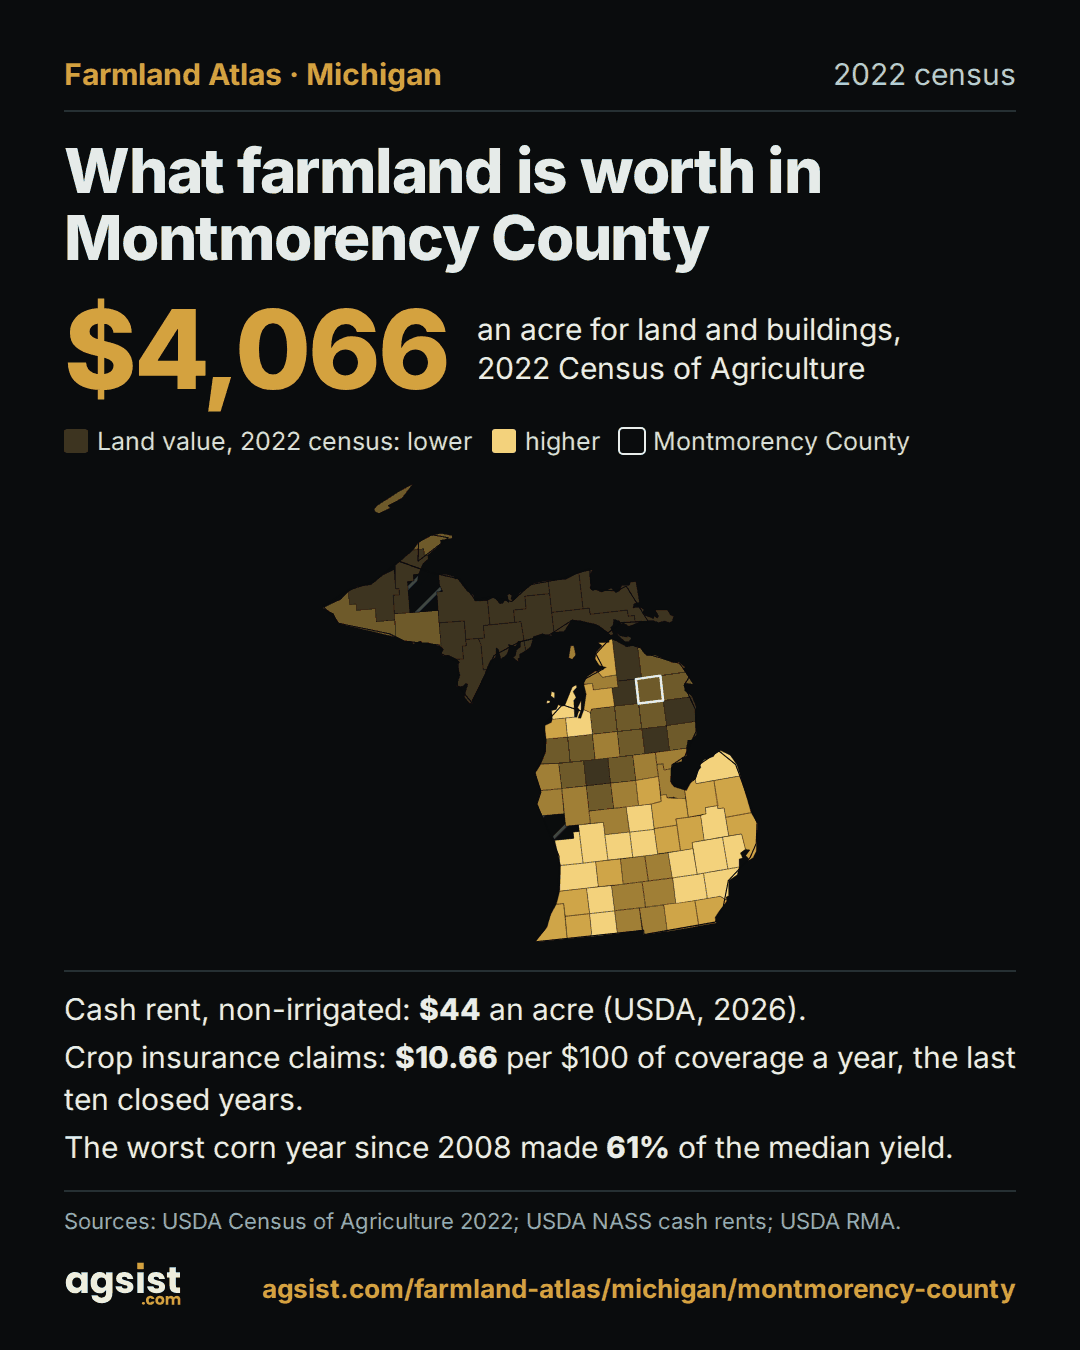 Farmland Atlas · Michigan
2022 census
What farmland is worth in
Montmorency County
$4,066
an acre for land and buildings,
2022 Census of Agriculture
Land value, 2022 census: lower
higher
Montmorency County
Cash rent, non-irrigated: $44 an acre (USDA, 2026).
Crop insurance claims: $10.66 per $100 of coverage a year, the last
ten closed years.
The worst corn year since 2008 made 61% of the median yield.
Sources: USDA Census of Agriculture 2022; USDA NASS cash rents; USDA RMA.
agsist
.com
agsist.com/farmland-atlas/michigan/montmorency-county